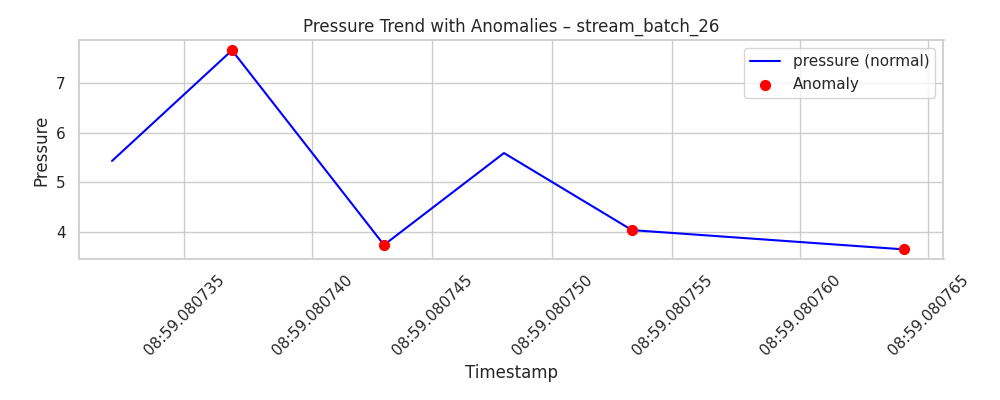 Pressure Trend with Anomalies – stream_batch_26
pressure (normal)
Anomaly
Pressure
7
6
5
4
08:59.080735
08:59.080740
08:59.080745
08:59.080750
08:59.080755
08:59.080760
08:59.080765
Timestamp